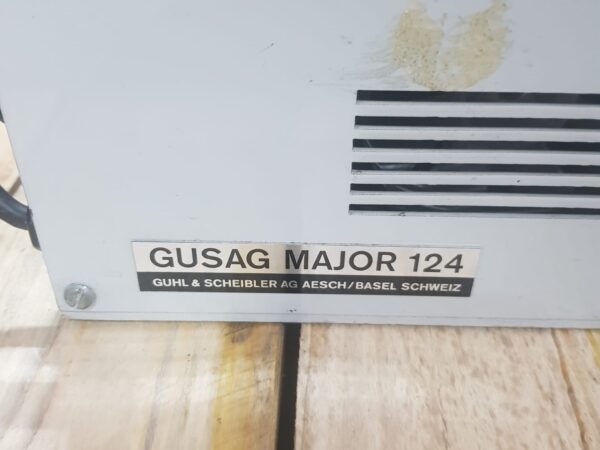 GUSAG MAJOR 124
GUHL & SCHEIBLER AG AESCH/BASEL SCHWEIZ